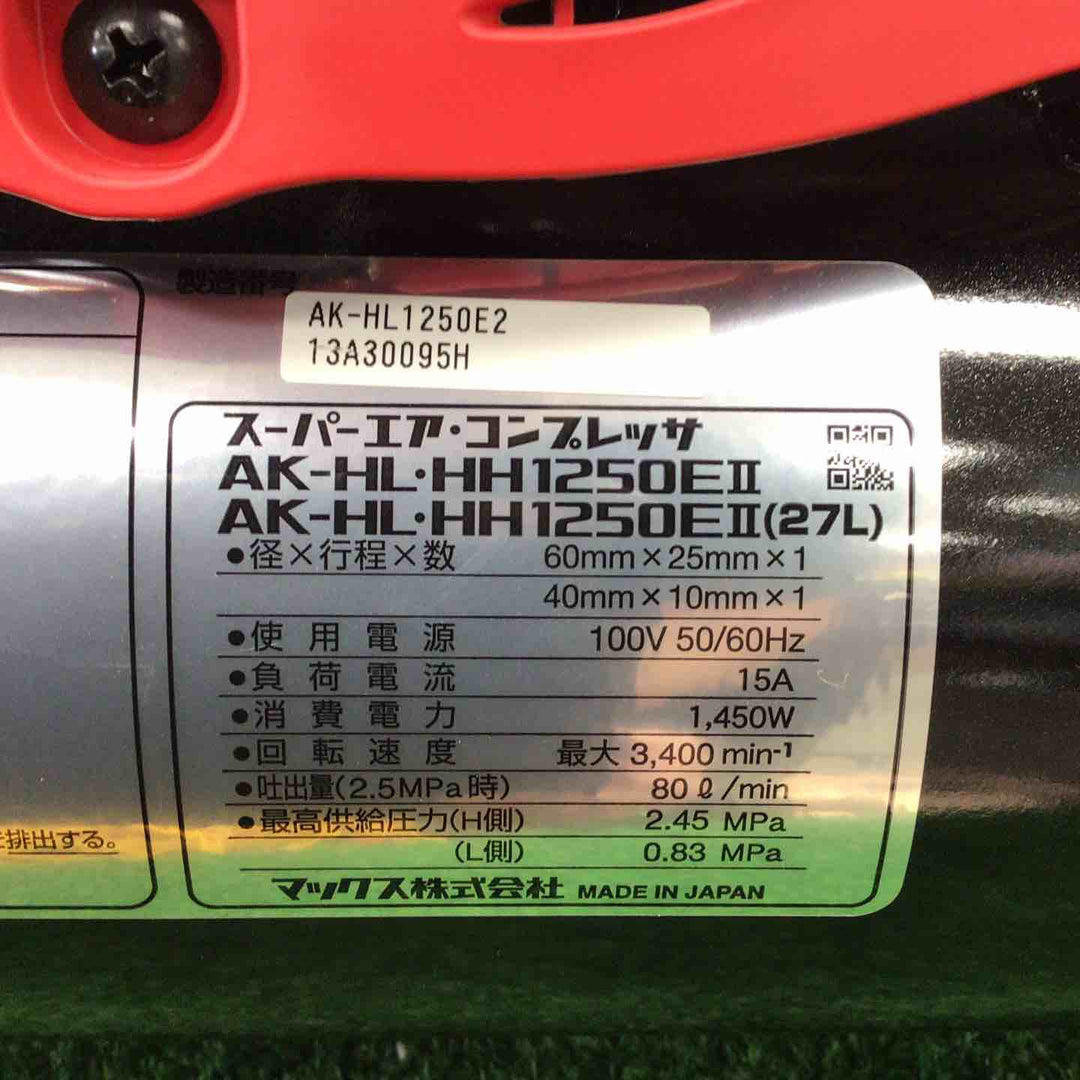 製造番号
AK-HL1250E2
13A30095H
スーパーエア・コンプレッサ
AK-HL・HH1250EⅡ
AK-HL・HH1250EⅡ(27L)
●径×行程×数 60mm×25mm×1
40mm×10mm×1
●使用電源 100V 50/60Hz
●負荷電流 15A
●消費電力 1,450W
●回転速度 最大 3,400 min-1
●吐出量(2.5MPa時) 80ℓ/min
●最高供給圧力(H側) 2.45 MPa
(L側) 0.83 MPa
マックス株式会社 MADE IN JAPAN
を排出する。